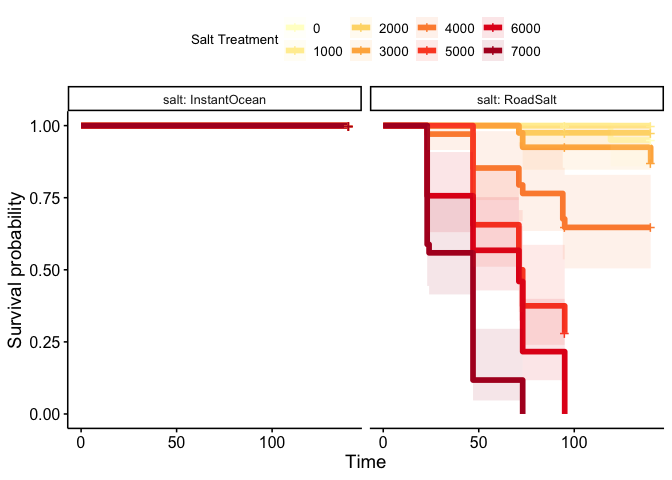 Salt Treatment
0 2000 4000 6000
1000 3000 5000 7000
salt: InstantOcean salt: RoadSalt
Survival probability
1.00
0.75
0.50
0.25
0.00
0 50 100 0 50 100
Time